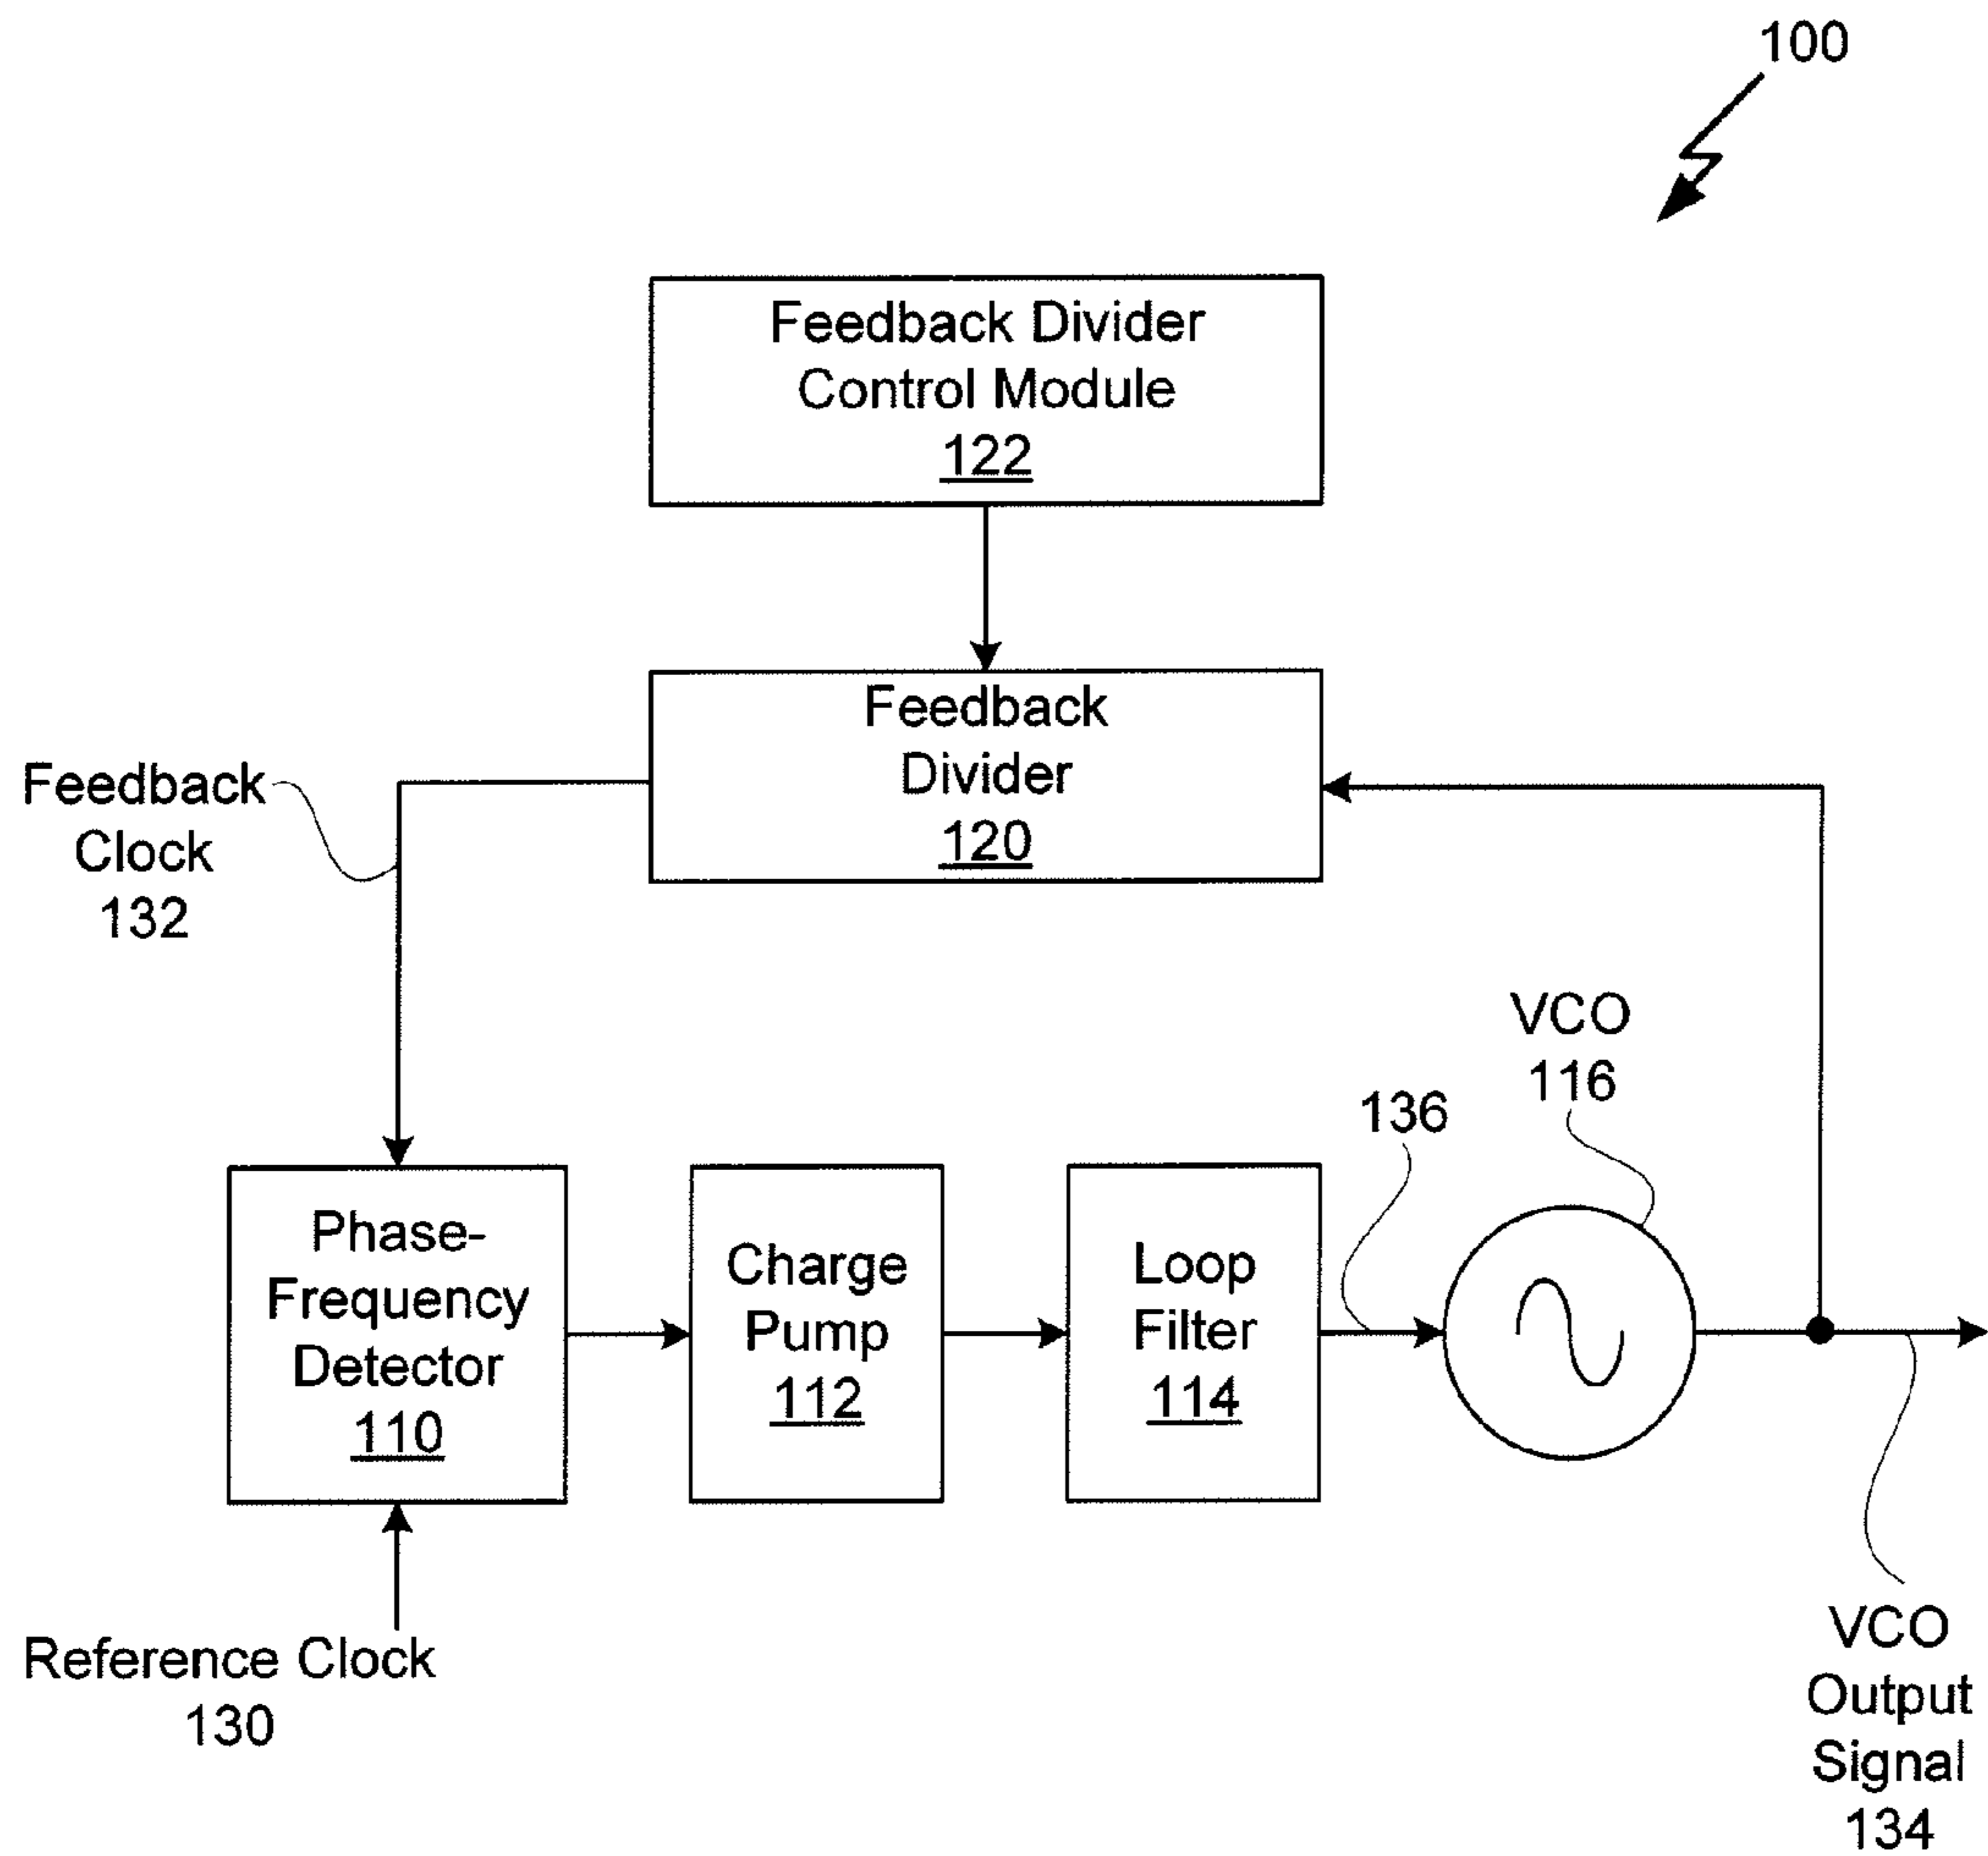 100
Feedback Divider
Control Module
122
Feedback
Divider
120
Feedback
Clock
132
VCO
116
136
Phase-
Frequency
Detector
110
Charge
Pump
112
Loop
Filter
114
Reference Clock
130
VCO
Output
Signal
134